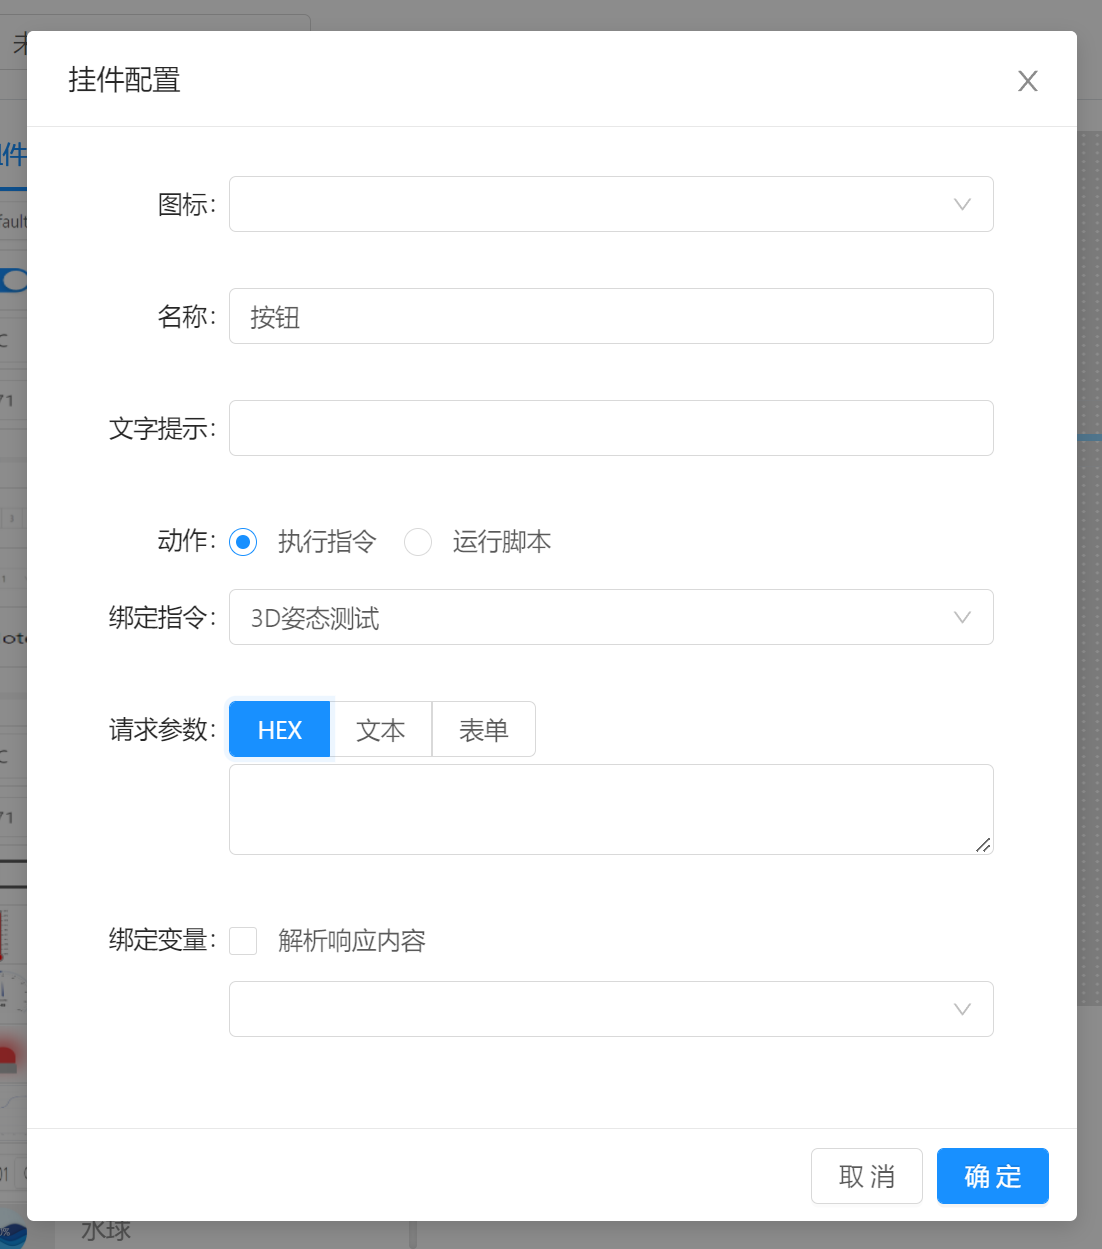 挂件配置
图标:
名称: 按钮
文字提示:
动作: 执行指令 运行脚本
绑定指令: 3D姿态测试
请求参数: HEX 文本 表单
绑定变量: 解析响应内容
取 消 确 定
水球